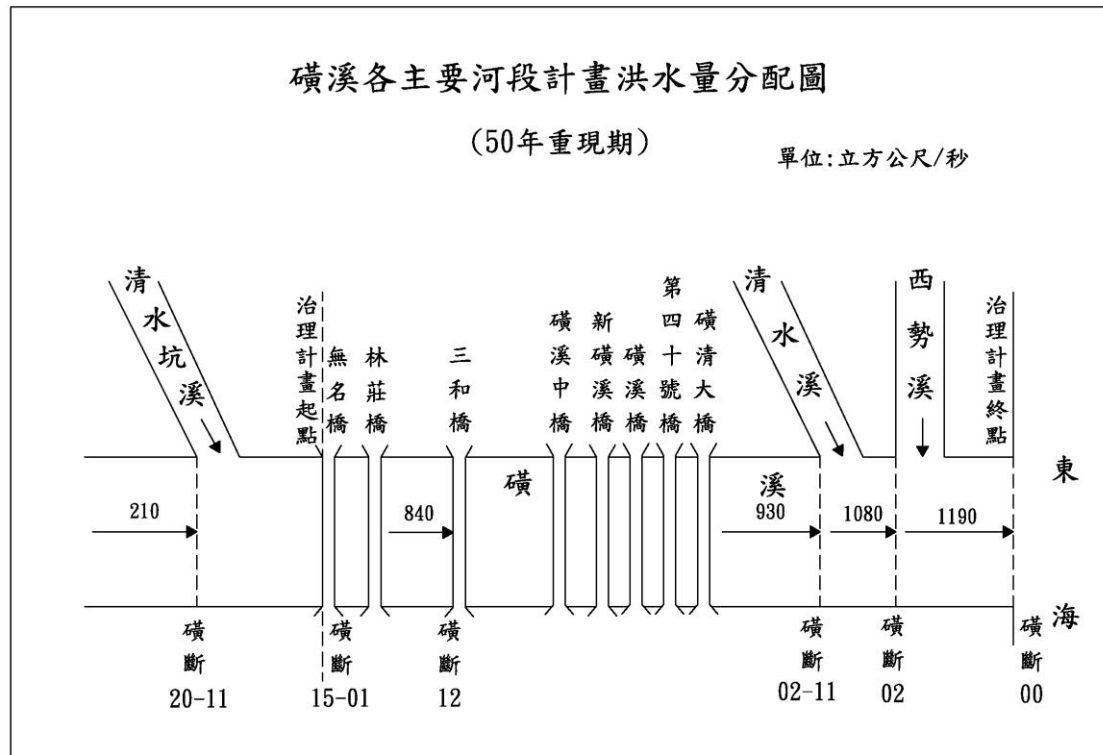 磺溪各主要河段計畫洪水量分配圖
(50年重現期)
單位:立方公尺/秒
清水坑溪
治理計畫起點
無名橋
林莊橋
三和橋
磺溪中橋
新磺溪橋
磺溪橋
第四十號橋
磺清大橋
清水溪
西勢溪
治理計畫終點
磺溪
東海
210
840
930
1080
1190
磺斷
20-11
磺斷
15-01
磺斷
12
磺斷
02-11
磺斷
02
磺斷
00